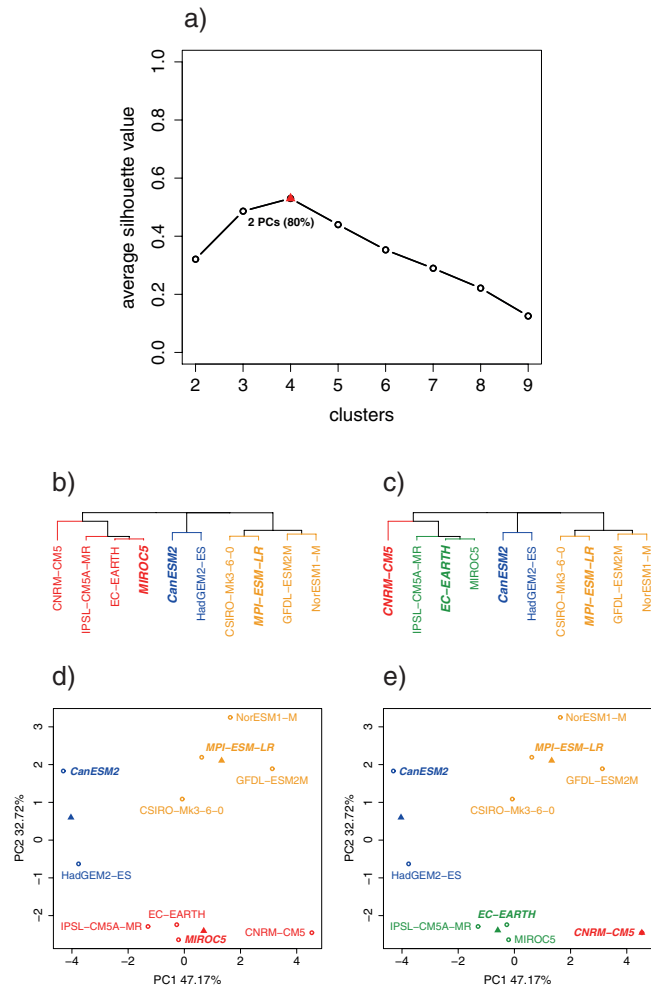 a)
average silhouette value
1.0
0.8
0.6
0.4
0.2
0.0
2 PCs (80%)
2 3 4 5 6 7 8 9
clusters
b)
CNRM−CM5
IPSL−CM5A−MR
EC−EARTH
MIROC5
CanESM2
HadGEM2−ES
CSIRO−Mk3−6−0
MPI−ESM−LR
GFDL−ESM2M
NorESM1−M
c)
CNRM−CM5
IPSL−CM5A−MR
EC−EARTH
MIROC5
CanESM2
HadGEM2−ES
CSIRO−Mk3−6−0
MPI−ESM−LR
GFDL−ESM2M
NorESM1−M
d)
PC2 32.72%
3
2
1
0
−1
−2
NorESM1−M
MPI−ESM−LR
CanESM2
GFDL−ESM2M
CSIRO−Mk3−6−0
HadGEM2−ES
EC−EARTH
IPSL−CM5A−MR
MIROC5
CNRM−CM5
−4 −2 0 2 4
PC1 47.17%
e)
PC2 32.72%
3
2
1
0
−1
−2
NorESM1−M
MPI−ESM−LR
CanESM2
GFDL−ESM2M
CSIRO−Mk3−6−0
HadGEM2−ES
EC−EARTH
IPSL−CM5A−MR
MIROC5
CNRM−CM5
−4 −2 0 2 4
PC1 47.17%